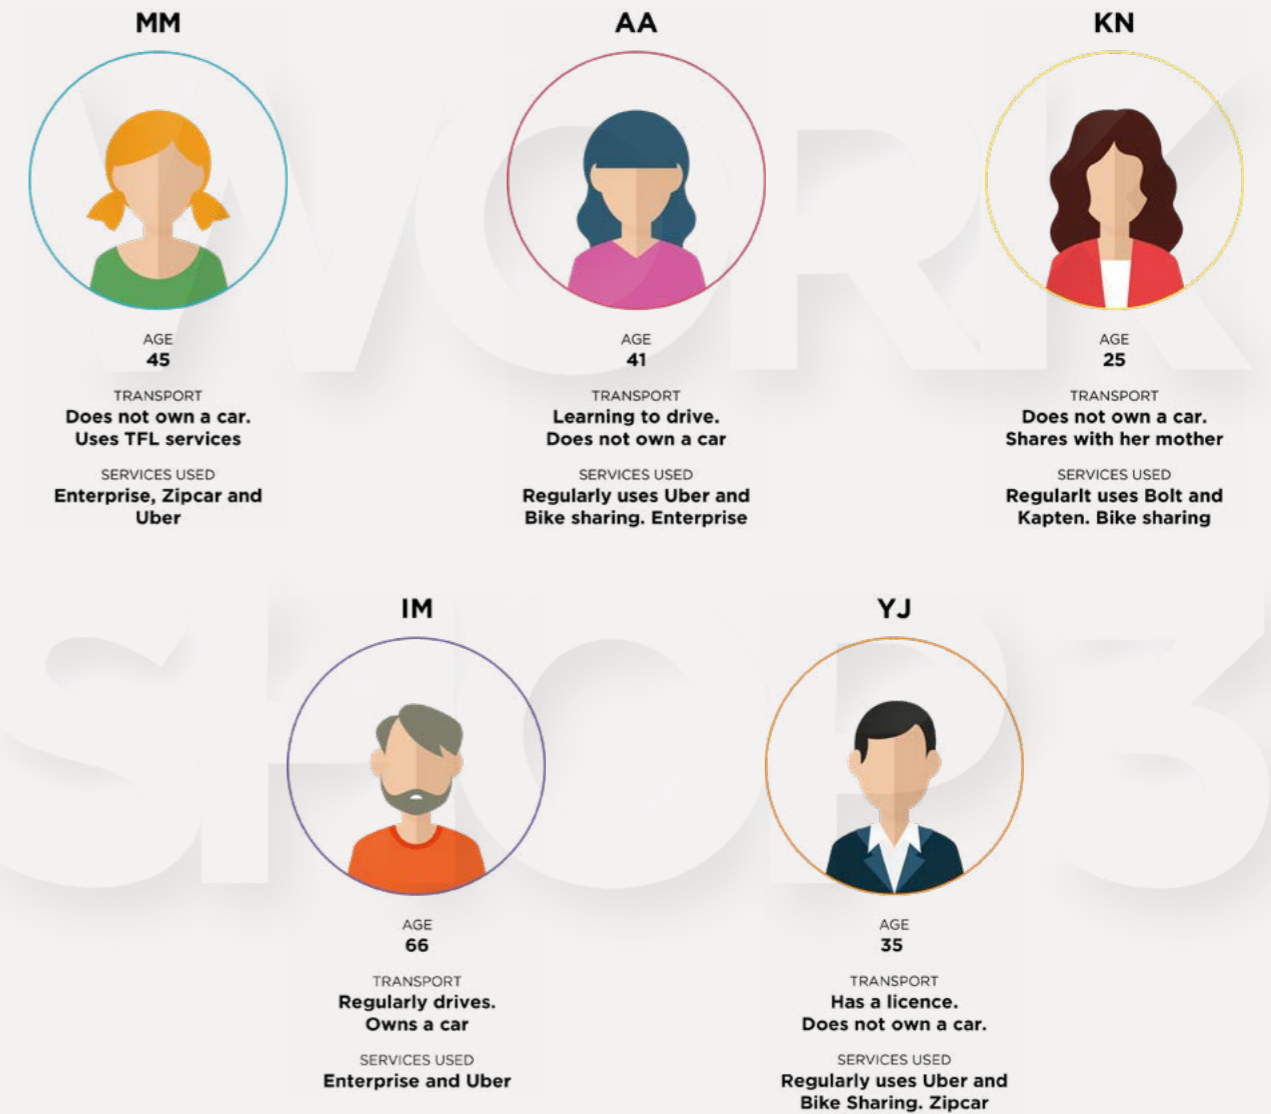 WORK
SHOP 3
MM
AGE
45
TRANSPORT
Does not own a car.
Uses TFL services
SERVICES USED
Enterprise, Zipcar and
Uber
AA
AGE
41
TRANSPORT
Learning to drive.
Does not own a car
SERVICES USED
Regularly uses Uber and
Bike sharing. Enterprise
KN
AGE
25
TRANSPORT
Does not own a car.
Shares with her mother
SERVICES USED
Regularlt uses Bolt and
Kapten. Bike sharing
IM
AGE
66
TRANSPORT
Regularly drives.
Owns a car
SERVICES USED
Enterprise and Uber
YJ
AGE
35
TRANSPORT
Has a licence.
Does not own a car.
SERVICES USED
Regularly uses Uber and
Bike Sharing. Zipcar